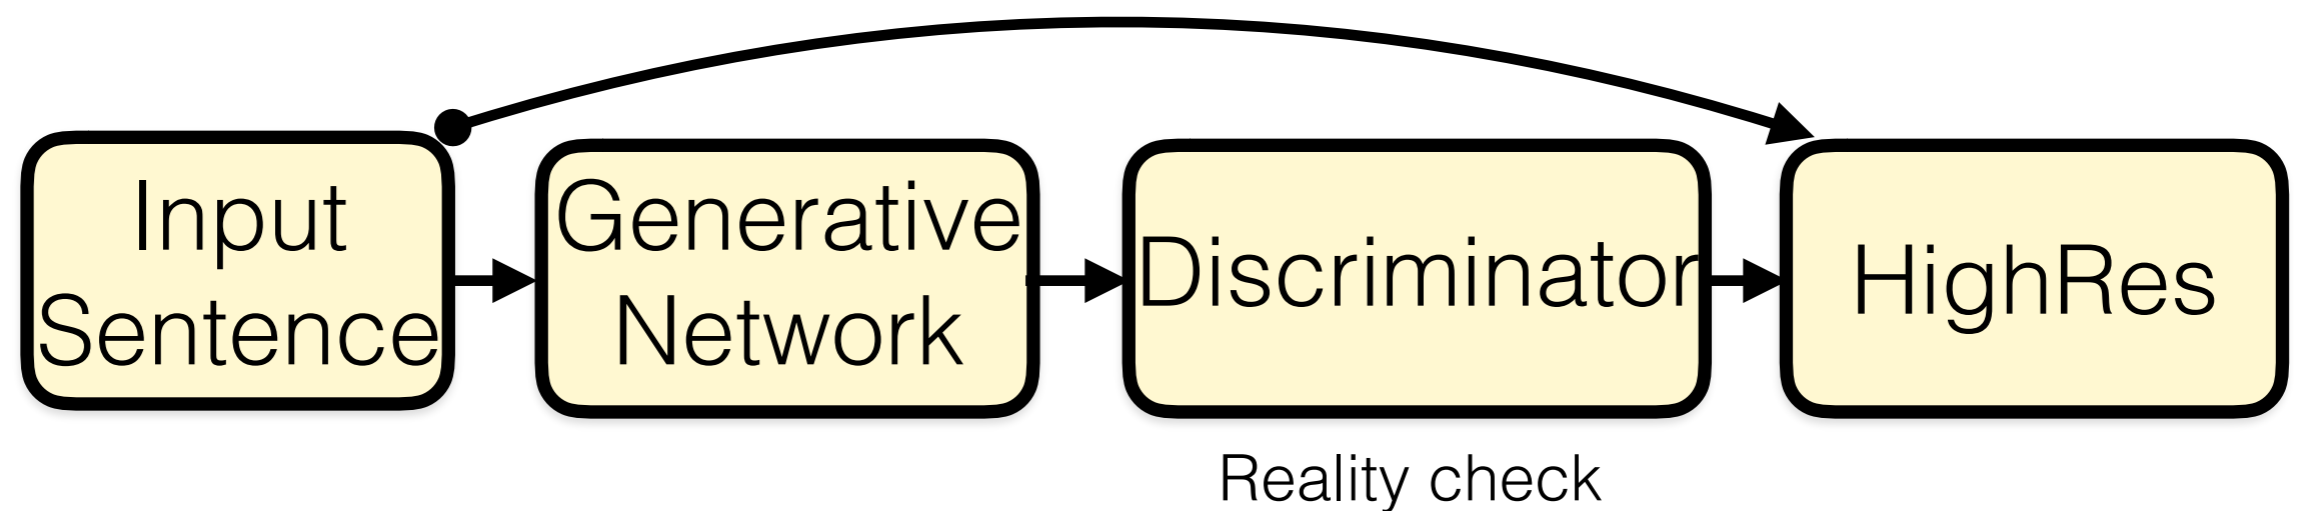 Input
Sentence
Generative
Network
Discriminator
HighRes
Reality check